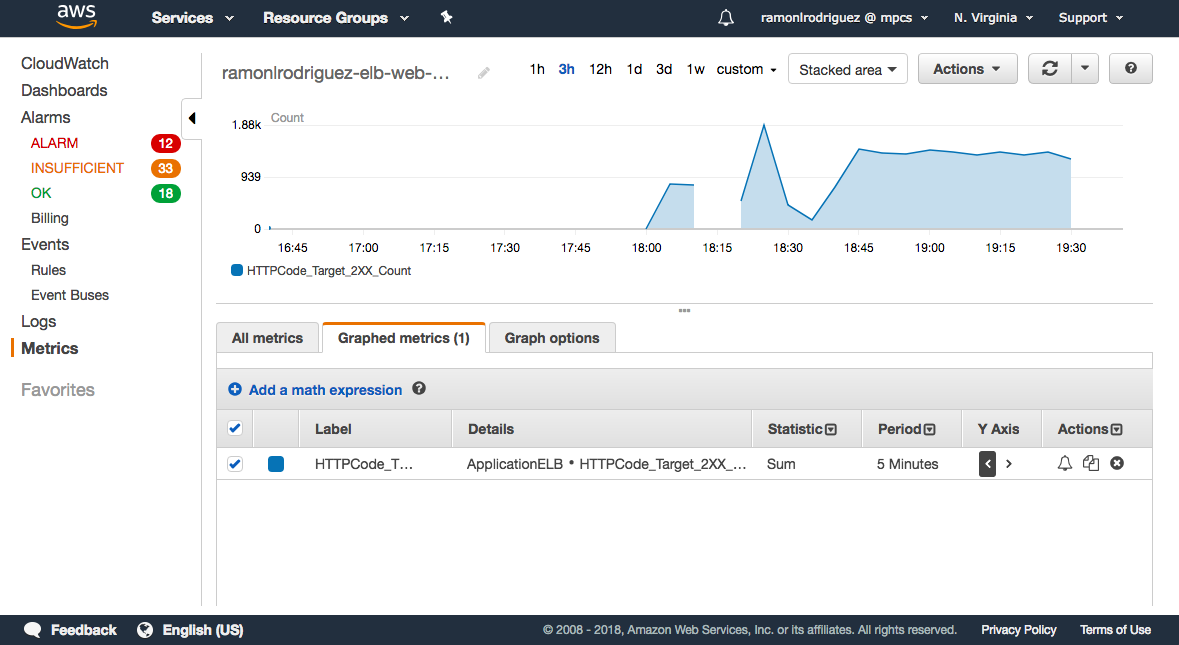 aws Services Resource Groups ramonlrodriguez @ mpcs N. Virginia Support
CloudWatch
Dashboards
Alarms
ALARM 12
INSUFFICIENT 33
OK 18
Billing
Events
Rules
Event Buses
Logs
Metrics
Favorites
ramonlrodriguez-elb-web-... 1h 3h 12h 1d 3d 1w custom Stacked area Actions ?
Count
1.88k
939
0
16:45 17:00 17:15 17:30 17:45 18:00 18:15 18:30 18:45 19:00 19:15 19:30
HTTPCode_Target_2XX_Count
All metrics Graphed metrics (1) Graph options
Add a math expression ?
Label Details Statistic Period Y Axis Actions
HTTPCode_T... ApplicationELB • HTTPCode_Target_2XX_... Sum 5 Minutes < >
Feedback English (US) © 2008 - 2018, Amazon Web Services, Inc. or its affiliates. All rights reserved. Privacy Policy Terms of Use